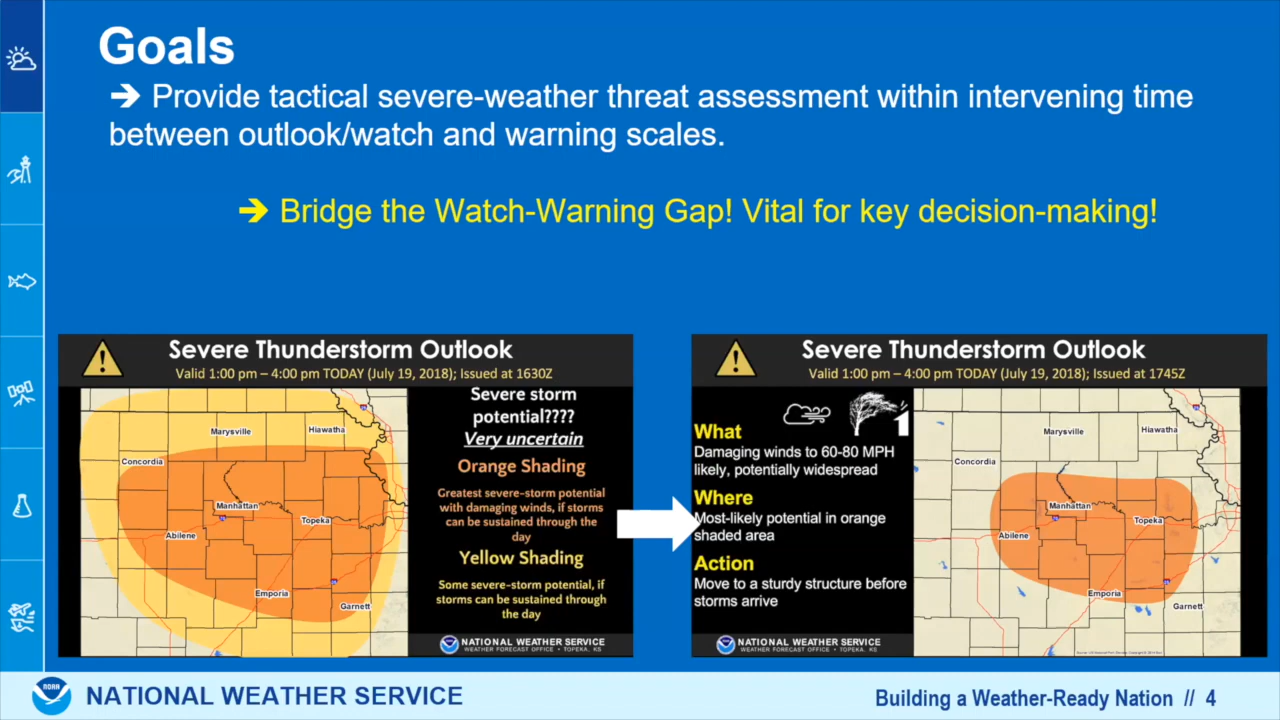 Goals
➔ Provide tactical severe-weather threat assessment within intervening time
between outlook/watch and warning scales.
➔ Bridge the Watch-Warning Gap! Vital for key decision-making!
Severe Thunderstorm Outlook
Valid 1:00 pm – 4:00 pm TODAY (July 19, 2018); Issued at 1630Z
Marysville
Hiawatha
Concordia
Manhattan
Topeka
Abilene
Emporia
Garnett
Severe storm
potential????
Very uncertain
Orange Shading
Greatest severe-storm potential
with damaging winds, if storms
can be sustained through the
day
Yellow Shading
Some severe-storm potential, if
storms can be sustained through
the day
NATIONAL WEATHER SERVICE
WEATHER FORECAST OFFICE • TOPEKA, KS
Severe Thunderstorm Outlook
Valid 1:00 pm – 4:00 pm TODAY (July 19, 2018); Issued at 1745Z
What
Damaging winds to 60-80 MPH
likely, potentially widespread
Where
Most-likely potential in orange
shaded area
Action
Move to a sturdy structure before
storms arrive
NATIONAL WEATHER SERVICE
WEATHER FORECAST OFFICE • TOPEKA, KS
Marysville
Hiawatha
Concordia
Manhattan
Topeka
Abilene
Emporia
Garnett
NOAA
NATIONAL WEATHER SERVICE
Building a Weather-Ready Nation // 4